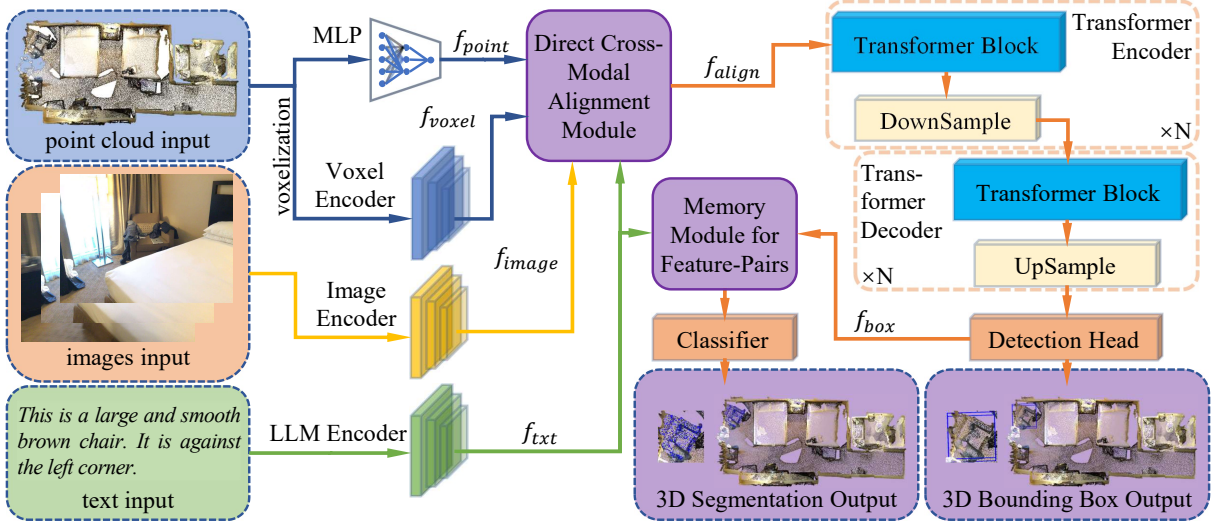 point cloud input
MLP
f_point
voxelization
f_voxel
Voxel
Encoder
Direct Cross-
Modal
Alignment
Module
f_align
Transformer Block
Transformer
Encoder
DownSample
×N
Trans-
former
Decoder
Transformer Block
UpSample
×N
images input
Image
Encoder
f_image
Memory
Module for
Feature-Pairs
Classifier
f_box
Detection Head
This is a large and smooth
brown chair. It is against
the left corner.
text input
LLM Encoder
f_txt
3D Segmentation Output
3D Bounding Box Output